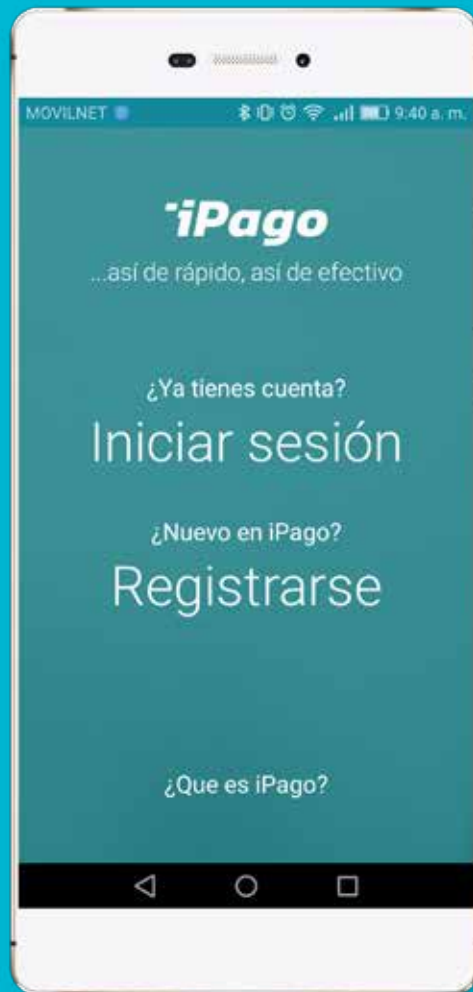 MOVILNET 9:40 a. m.
iPago
...así de rápido, así de efectivo
¿Ya tienes cuenta?
Iniciar sesión
¿Nuevo en iPago?
Registrarse
¿Que es iPago?